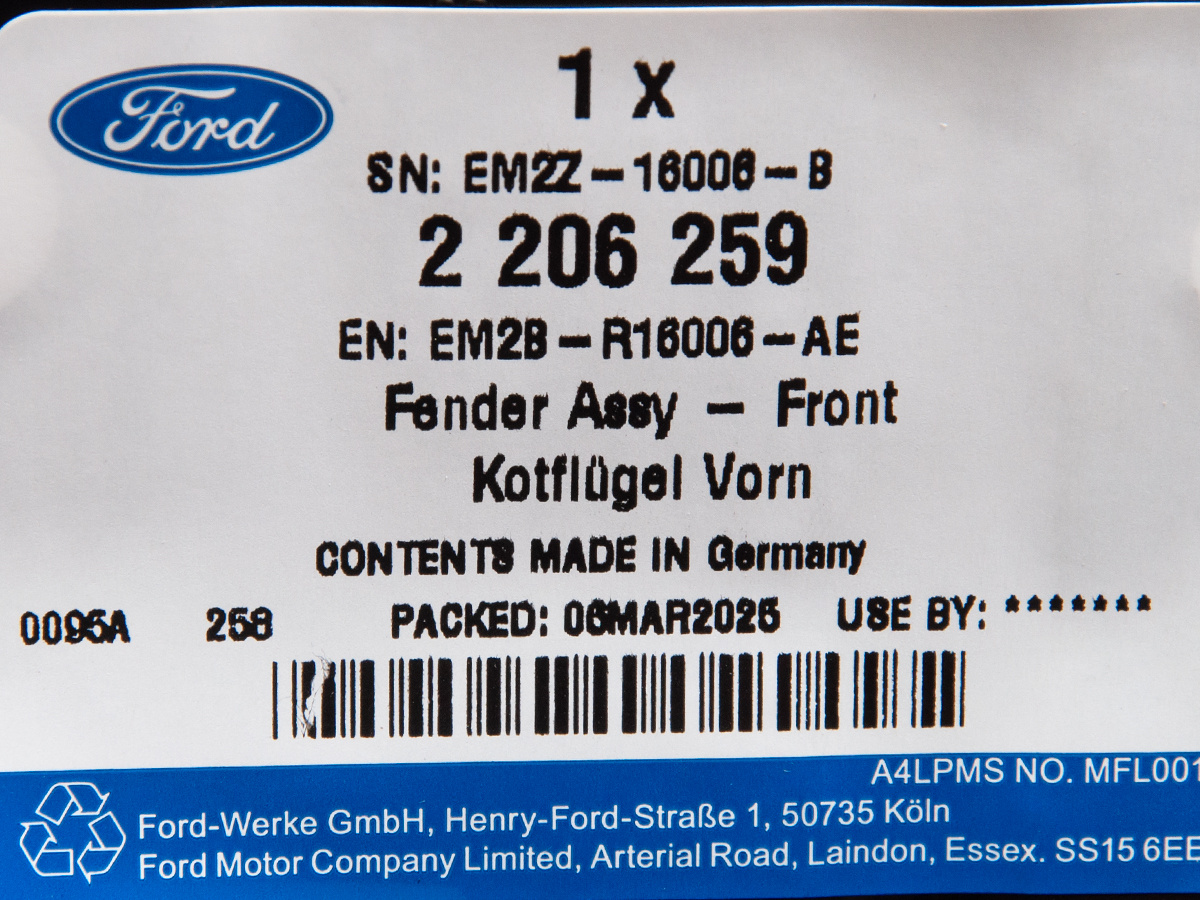 Ford
1 x
SN: EM2Z-16006-B
2 206 259
EN: EM2B-R16006-AE
Fender Assy - Front
Kotflügel Vorn
CONTENTS MADE IN Germany
0095A 258 PACKED: 06MAR2025 USE BY: *******
A4LPMS NO. MFL001
Ford-Werke GmbH, Henry-Ford-Straße 1, 50735 Köln
Ford Motor Company Limited, Arterial Road, Laindon, Essex. SS15 6EE